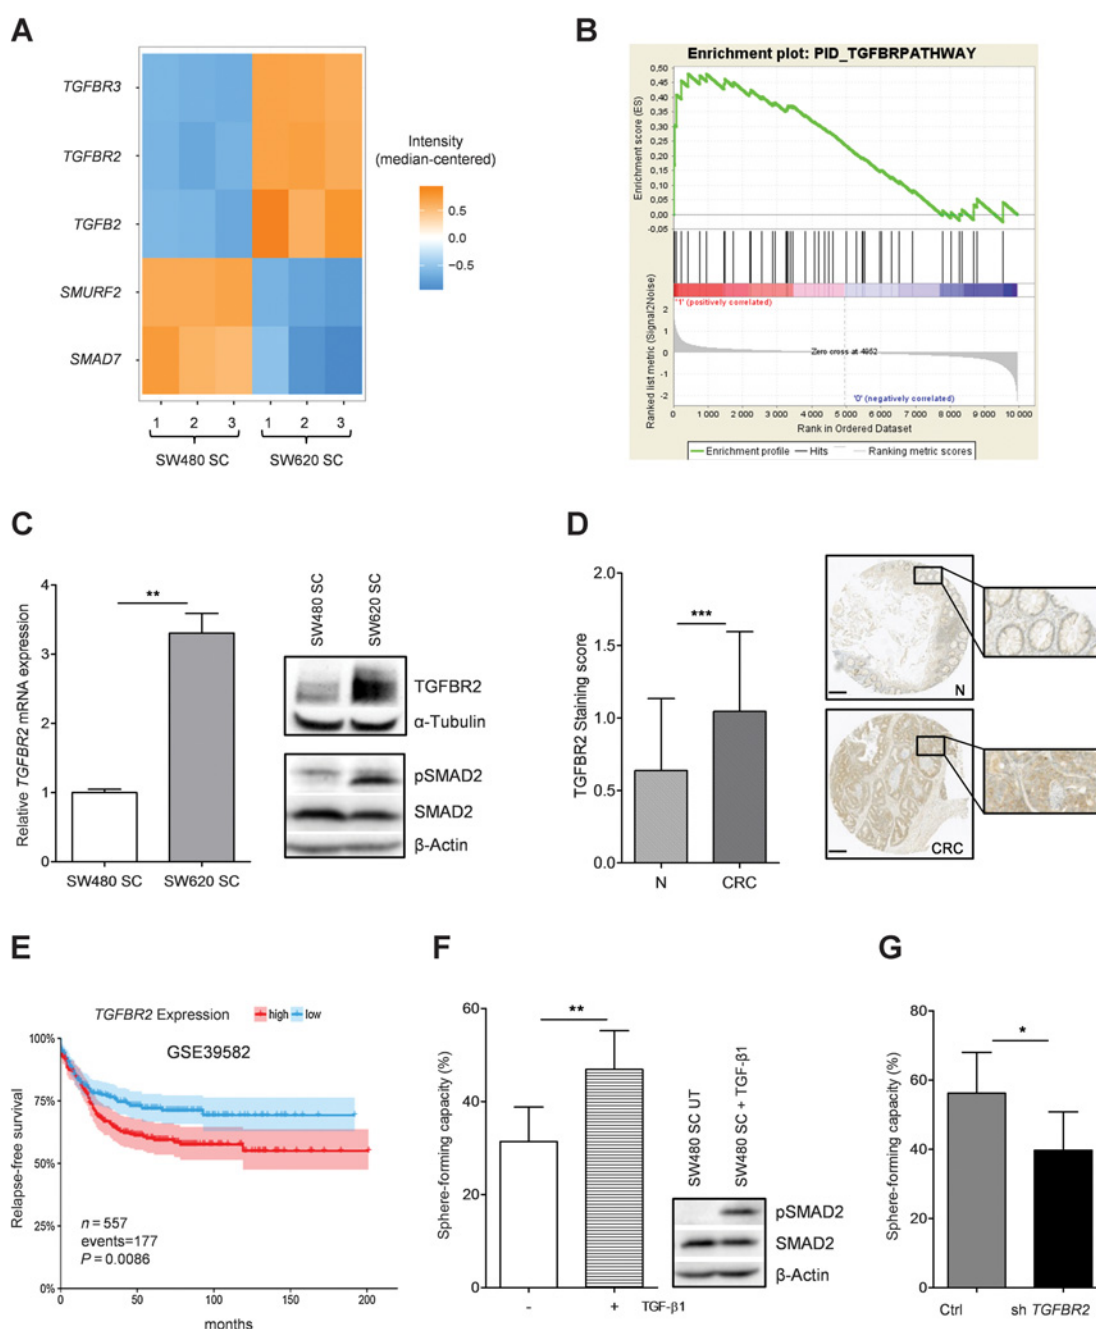 A
TGFBR3
TGFBR2
TGFB2
SMURF2
SMAD7
1 2 3 1 2 3
SW480 SC SW620 SC
Intensity
(median-centered)
0.5
0.0
−0.5
B
Enrichment plot: PID_TGFBRPATHWAY
Enrichment score (ES)
0,50
0,45
0,40
0,35
0,30
0,25
0,20
0,15
0,10
0,05
0,00
-0,05
'1' (positively correlated)
Ranked list metric (Signal2Noise)
2
1
0
-1
-2
Zero cross at 4952
'0' (negatively correlated)
0 1 000 2 000 3 000 4 000 5 000 6 000 7 000 8 000 9 000 10 000
Rank in Ordered Dataset
Enrichment profile Hits Ranking metric scores
C
Relative TGFBR2 mRNA expression
4
3
2
1
0
**
SW480 SC SW620 SC
SW480 SC
SW620 SC
TGFBR2
α-Tubulin
pSMAD2
SMAD2
β-Actin
D
TGFBR2 Staining score
2.0
1.5
1.0
0.5
0.0
***
N CRC
N
CRC
E
TGFBR2 Expression high low
GSE39582
Relapse-free survival
100%
75%
50%
25%
0%
n = 557
events=177
P = 0.0086
0 50 100 150 200
months
F
Sphere-forming capacity (%)
60
40
20
0
**
- + TGF-β1
SW480 SC UT
SW480 SC + TGF-β1
pSMAD2
SMAD2
β-Actin
G
Sphere-forming capacity (%)
80
60
40
20
0
*
Ctrl sh TGFBR2